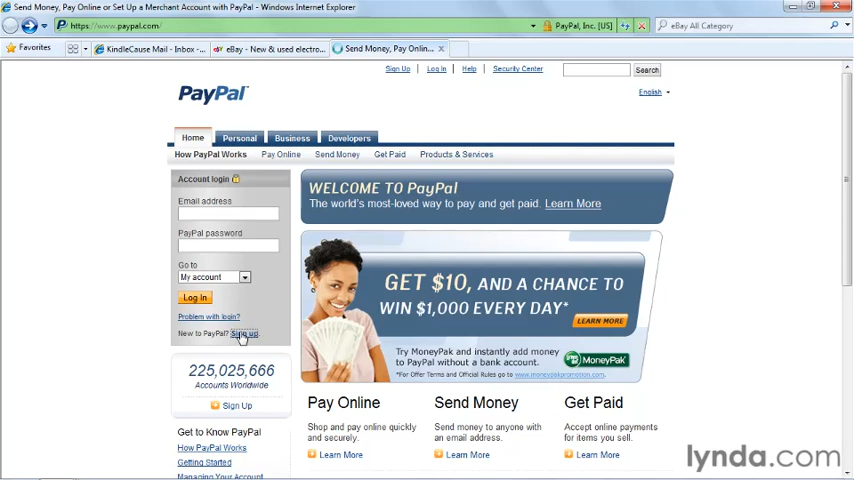 Send Money, Pay Online or Set Up a Merchant Account with PayPal - Windows Internet Explorer
https://www.paypal.com/
PayPal, Inc. [US]
eBay All Category
Favorites
KindleCause Mail - Inbox -...
eBay - New & used electro...
Send Money, Pay Onlin...
Sign Up
Log In
Help
Security Center
Search
English
PayPal
Home
Personal
Business
Developers
How PayPal Works
Pay Online
Send Money
Get Paid
Products & Services
Account login
Email address
PayPal password
Go to
My account
Log In
Problem with login?
New to PayPal? Sign up.
225,025,666
Accounts Worldwide
Sign Up
Get to Know PayPal
How PayPal Works
Getting Started
Managing Your Account
WELCOME TO PayPal
The world's most-loved way to pay and get paid. Learn More
GET $10, AND A CHANCE TO
WIN $1,000 EVERY DAY*
LEARN MORE
Try MoneyPak and instantly add money
to PayPal without a bank account.
*For Offer Terms and Official Rules go to www.moneypakpromotion.com.
MoneyPak
Pay Online
Shop and pay online quickly
and securely.
Learn More
Send Money
Send money to anyone with
an email address.
Learn More
Get Paid
Accept online payments
for items you sell.
Learn More
lynda.com